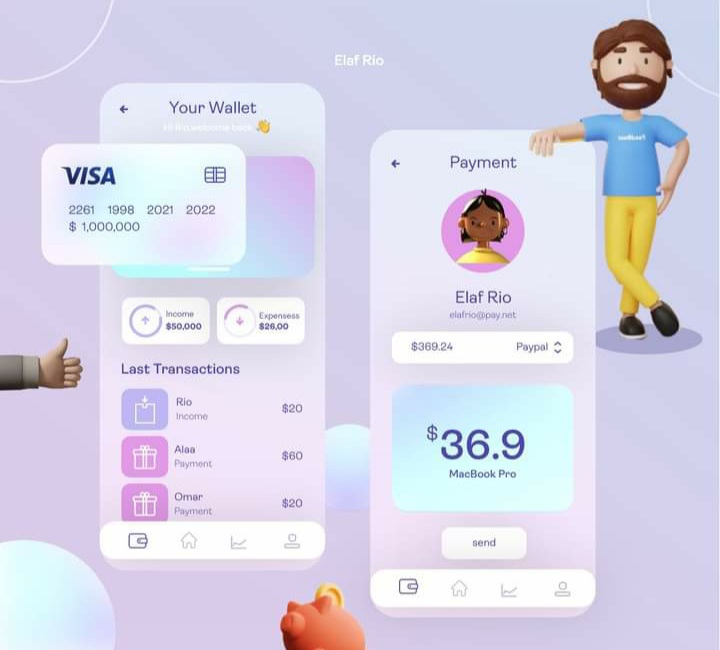 Elaf Rio
Your Wallet
Hi Rio,welcome back 👋
VISA
2261 1998 2021 2022
$ 1,000,000
Income
$50,000
Expensess
$26,00
Last Transactions
Rio
Income
$20
Alaa
Payment
$60
Omar
Payment
$20
Payment
Elaf Rio
elafrio@pay.net
$369.24 Paypal
$36.9
MacBook Pro
send